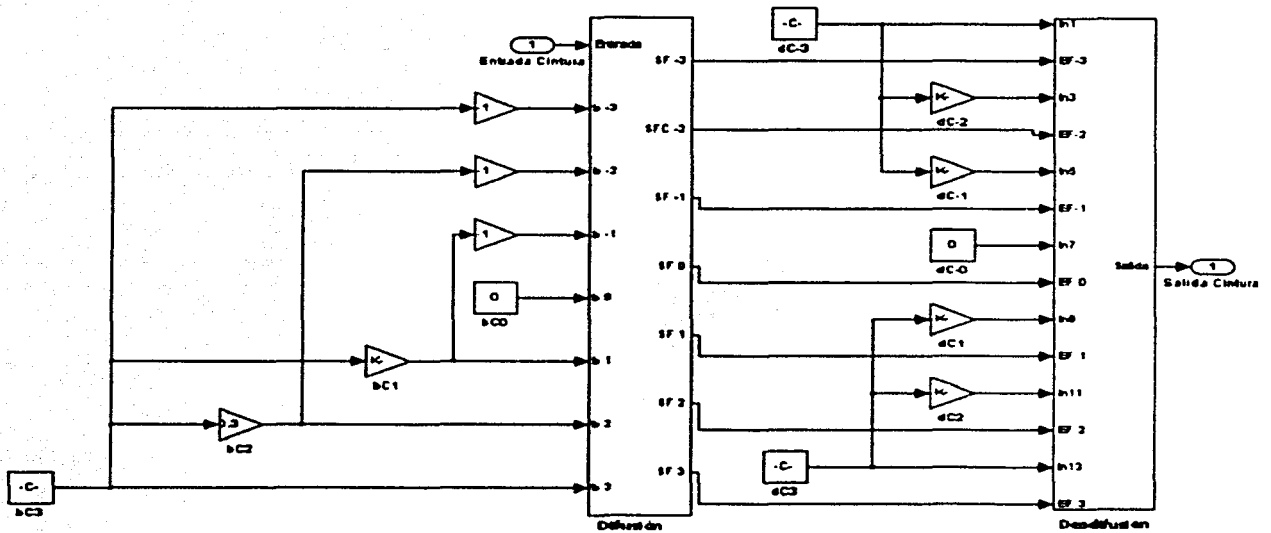 1
Entrada Cintura
-1
-1
-1
0
bC0
K-
bC1
bC2
-C-
bC3
Entrada
b -3
b -2
b -1
b 0
b 1
b 2
b 3
SF -3
SFC -2
SF -1
SF 0
SF 1
SF 2
SF 3
Difusión
-C-
dC-3
K-
dC-2
K-
dC-1
0
dC-0
K-
dC1
K-
dC2
-C-
dC3
In1
EF-3
In3
EF-2
In5
EF-1
In7
EF 0
In9
EF 1
In11
EF 2
In13
EF 3
Salida
Desdifusión
1
Salida Cintura